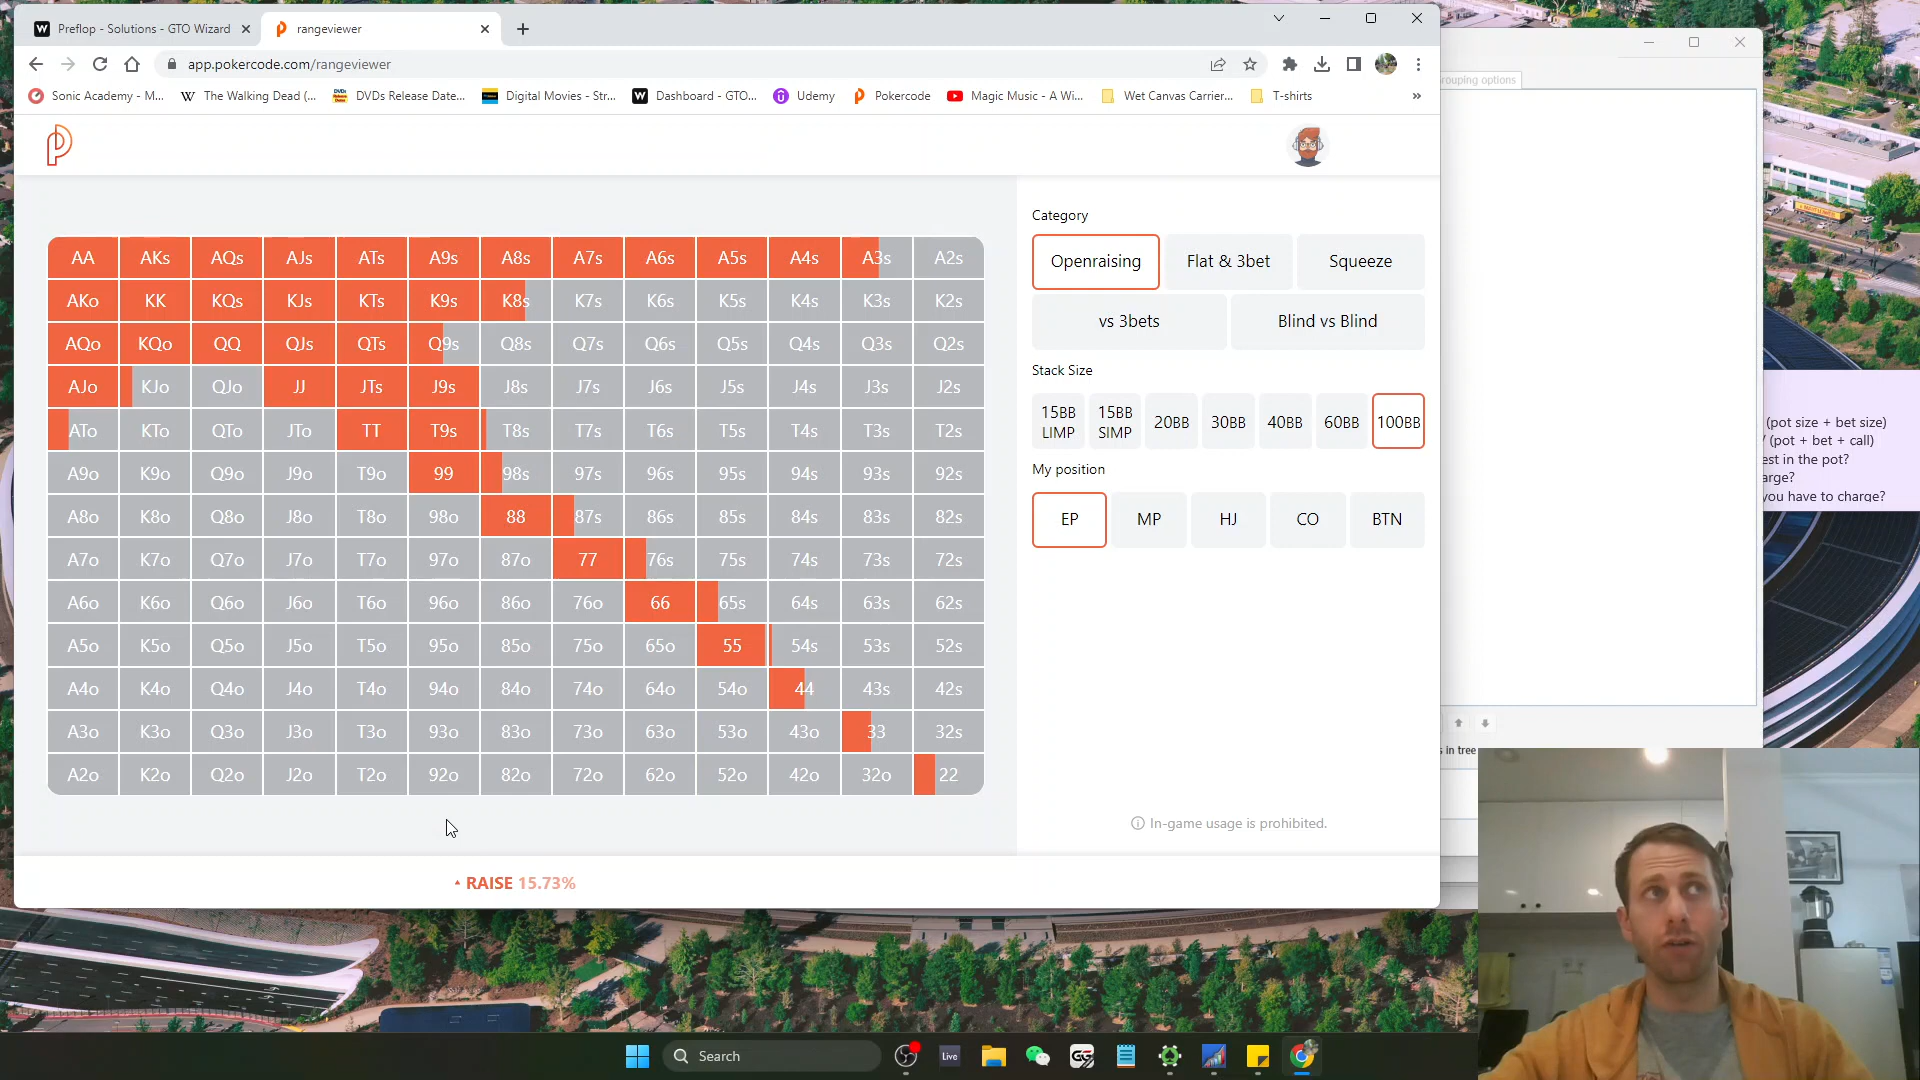 Preflop - Solutions - GTO Wizard
rangeviewer
app.pokercode.com/rangeviewer
Sonic Academy - M...
The Walking Dead (...
DVDs Release Date...
Digital Movies - Str...
Dashboard - GTO...
Udemy
Pokercode
Magic Music - A Wi...
Wet Canvas Carrier...
T-shirts
AA AKs AQs AJs ATs A9s A8s A7s A6s A5s A4s A3s A2s
AKo KK KQs KJs KTs K9s K8s K7s K6s K5s K4s K3s K2s
AQo KQo QQ QJs QTs Q9s Q8s Q7s Q6s Q5s Q4s Q3s Q2s
AJo KJo QJo JJ JTs J9s J8s J7s J6s J5s J4s J3s J2s
ATo KTo QTo JTo TT T9s T8s T7s T6s T5s T4s T3s T2s
A9o K9o Q9o J9o T9o 99 98s 97s 96s 95s 94s 93s 92s
A8o K8o Q8o J8o T8o 98o 88 87s 86s 85s 84s 83s 82s
A7o K7o Q7o J7o T7o 97o 87o 77 76s 75s 74s 73s 72s
A6o K6o Q6o J6o T6o 96o 86o 76o 66 65s 64s 63s 62s
A5o K5o Q5o J5o T5o 95o 85o 75o 65o 55 54s 53s 52s
A4o K4o Q4o J4o T4o 94o 84o 74o 64o 54o 44 43s 42s
A3o K3o Q3o J3o T3o 93o 83o 73o 63o 53o 43o 33 32s
A2o K2o Q2o J2o T2o 92o 82o 72o 62o 52o 42o 32o 22
RAISE 15.73%
Category
Openraising Flat & 3bet Squeeze
vs 3bets Blind vs Blind
Stack Size
15BB LIMP
15BB SIMP
20BB 30BB 40BB 60BB 100BB
My position
EP MP HJ CO BTN
In-game usage is prohibited.
rouping options
(pot size + bet size)
/ (pot + bet + call)
est in the pot?
arge?
you have to charge?
s in tree
Search
Live